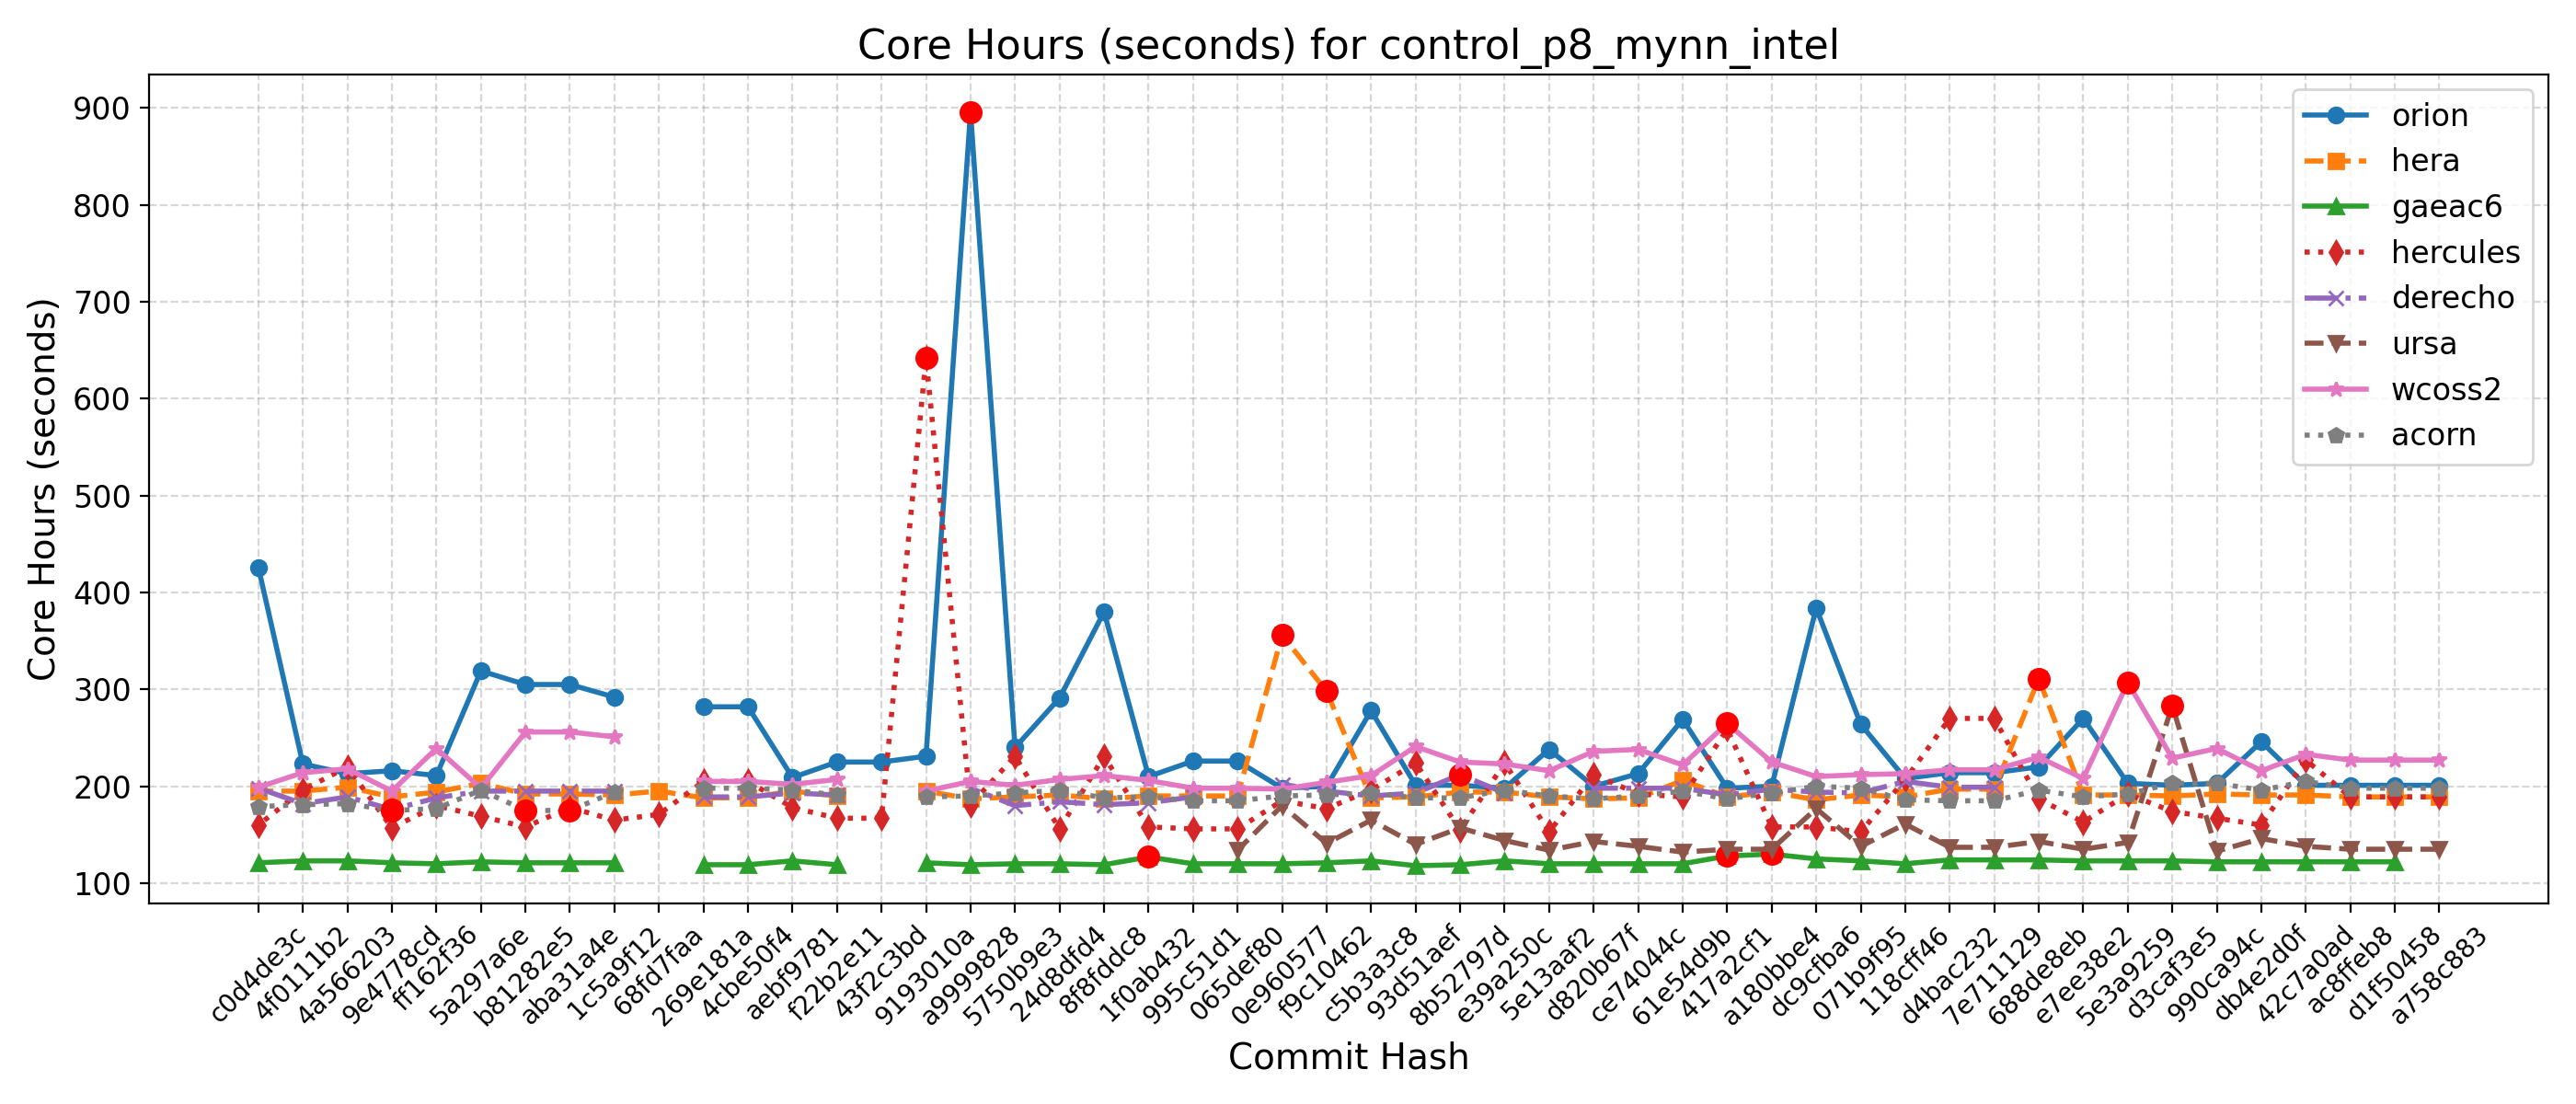 Core Hours (seconds) for control_p8_mynn_intel
Core Hours (seconds)
900
800
700
600
500
400
300
200
100
orion
hera
gaeac6
hercules
derecho
ursa
wcoss2
acorn
c0d4de3c
4f0111b2
4a566203
9e4778cd
ff162f36
5a297a6e
b81282e5
aba31a4e
1c5a9f12
68fd7faa
269e181a
4cbe50f4
aebf9781
f22b2e11
43f2c3bd
9193010a
a9999828
5750b9e3
24d8dfd4
8f8fddc8
1f0ab432
995c51d1
065def80
0e960577
f9c10462
c5b3a3c8
93d51aef
8b52797d
e39a250c
5e13aaf2
d820b67f
ce74044c
61e54d9b
417a2cf1
a180bbe4
dc9cfba6
071b9f95
118cff46
d4bac232
7e711129
688de8eb
e7ee38e2
5e3a9259
d3caf3e5
990ca94c
db4e2d0f
42c7a0ad
ac8ffeb8
d1f50458
a758c883
Commit Hash